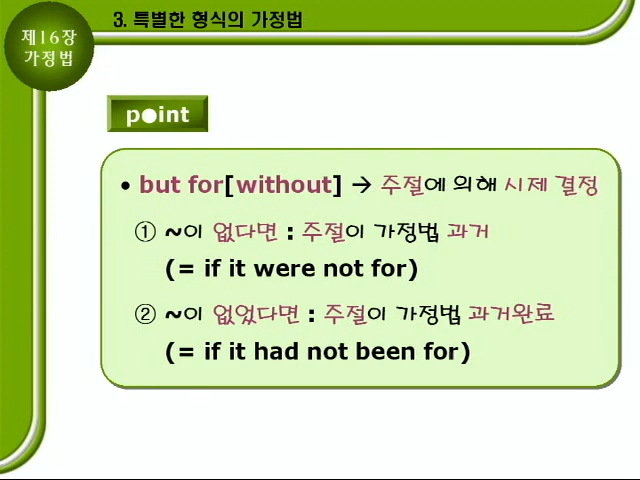 제16장
가정법
3. 특별한 형식의 가정법
point
• but for[without] → 주절에 의해 시제 결정
① ~이 없다면 : 주절이 가정법 과거
(= if it were not for)
② ~이 없었다면 : 주절이 가정법 과거완료
(= if it had not been for)